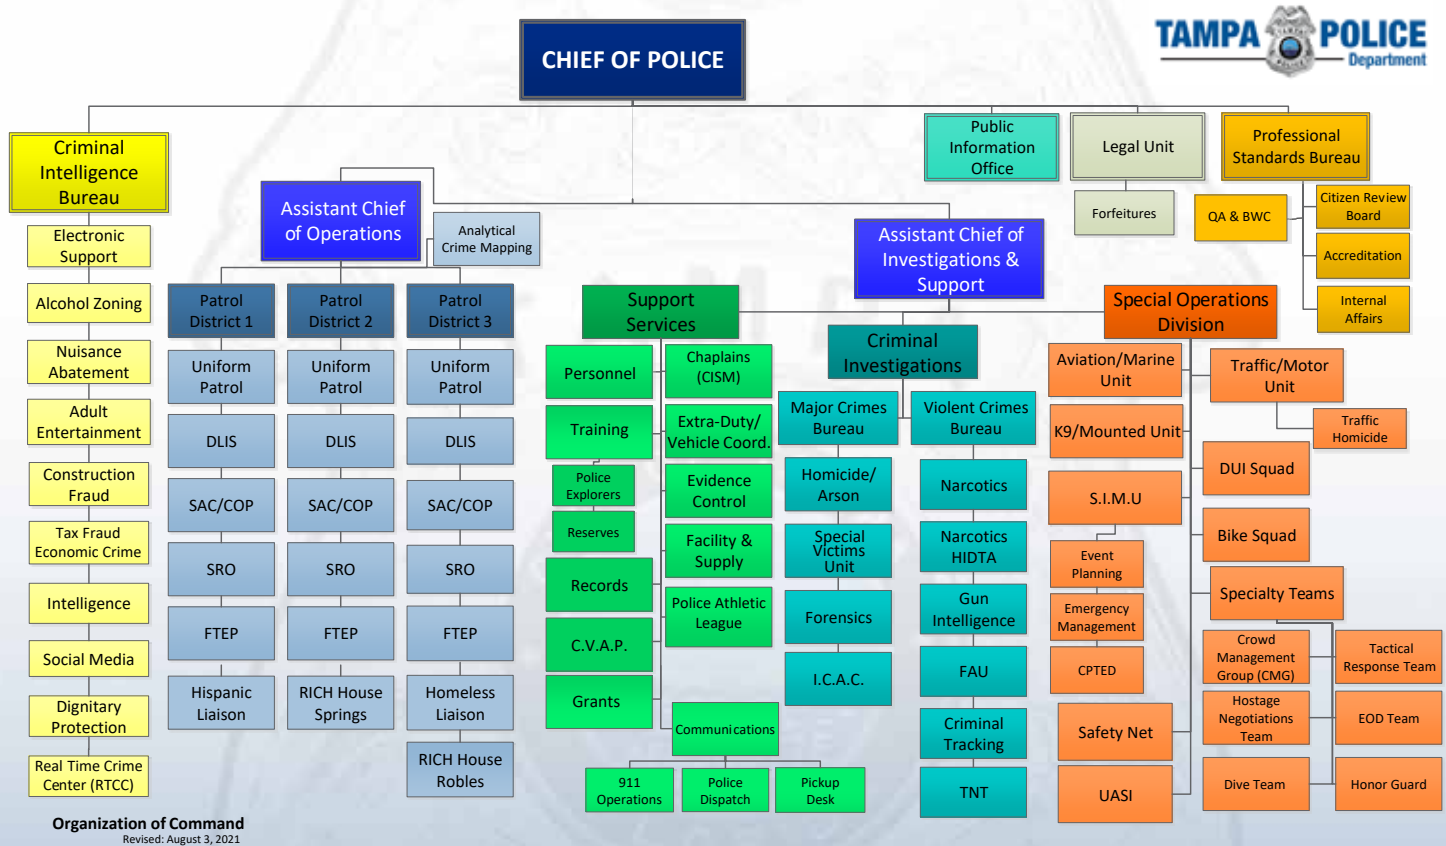 TAMPA POLICE
Department
CHIEF OF POLICE
Criminal
Intelligence
Bureau
Electronic
Support
Alcohol Zoning
Nuisance
Abatement
Adult
Entertainment
Construction
Fraud
Tax Fraud
Economic Crime
Intelligence
Social Media
Dignitary
Protection
Real Time Crime
Center (RTCC)
Assistant Chief
of Operations
Analytical
Crime Mapping
Patrol
District 1
Uniform
Patrol
DLIS
SAC/COP
SRO
FTEP
Hispanic
Liaison
Patrol
District 2
Uniform
Patrol
DLIS
SAC/COP
SRO
FTEP
RICH House
Springs
Patrol
District 3
Uniform
Patrol
DLIS
SAC/COP
SRO
FTEP
Homeless
Liaison
RICH House
Robles
Public
Information
Office
Legal Unit
Forfeitures
Professional
Standards Bureau
QA & BWC
Citizen Review
Board
Accreditation
Internal
Affairs
Assistant Chief of
Investigations &
Support
Support
Services
Personnel
Training
Police
Explorers
Reserves
Records
C.V.A.P.
Grants
Chaplains
(CISM)
Extra-Duty/
Vehicle Coord.
Evidence
Control
Facility &
Supply
Police Athletic
League
Communications
911
Operations
Police
Dispatch
Pickup
Desk
Criminal
Investigations
Major Crimes
Bureau
Homicide/
Arson
Special
Victims
Unit
Forensics
I.C.A.C.
Violent Crimes
Bureau
Narcotics
Narcotics
HIDTA
Gun
Intelligence
FAU
Criminal
Tracking
TNT
Special Operations
Division
Aviation/Marine
Unit
K9/Mounted Unit
S.I.M.U
Event
Planning
Emergency
Management
CPTED
Safety Net
UASI
Traffic/Motor
Unit
Traffic
Homicide
DUI Squad
Bike Squad
Specialty Teams
Crowd
Management
Group (CMG)
Hostage
Negotiations
Team
Dive Team
Tactical
Response Team
EOD Team
Honor Guard
Organization of Command
Revised: August 3, 2021